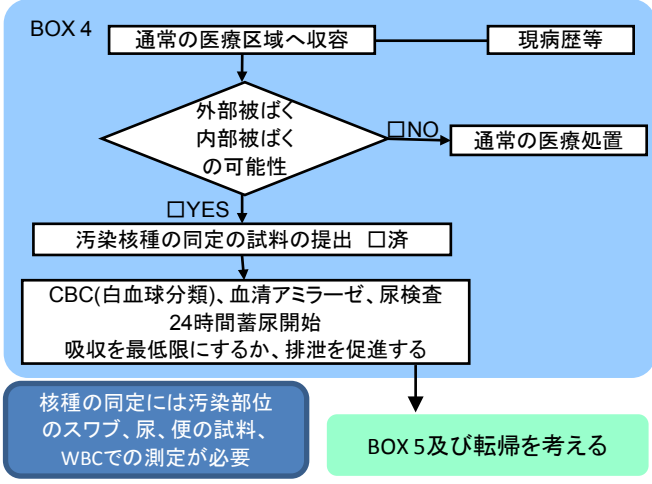 BOX 4
通常の医療区域へ収容
現病歴等
外部被ばく
内部被ばく
の可能性
□NO
通常の医療処置
□YES
汚染核種の同定の試料の提出 □済
CBC(白血球分類)、血清アミラーゼ、尿検査
24時間蓄尿開始
吸収を最低限にするか、排泄を促進する
核種の同定には汚染部位
のスワブ、尿、便の試料、
WBCでの測定が必要
BOX 5及び転帰を考える